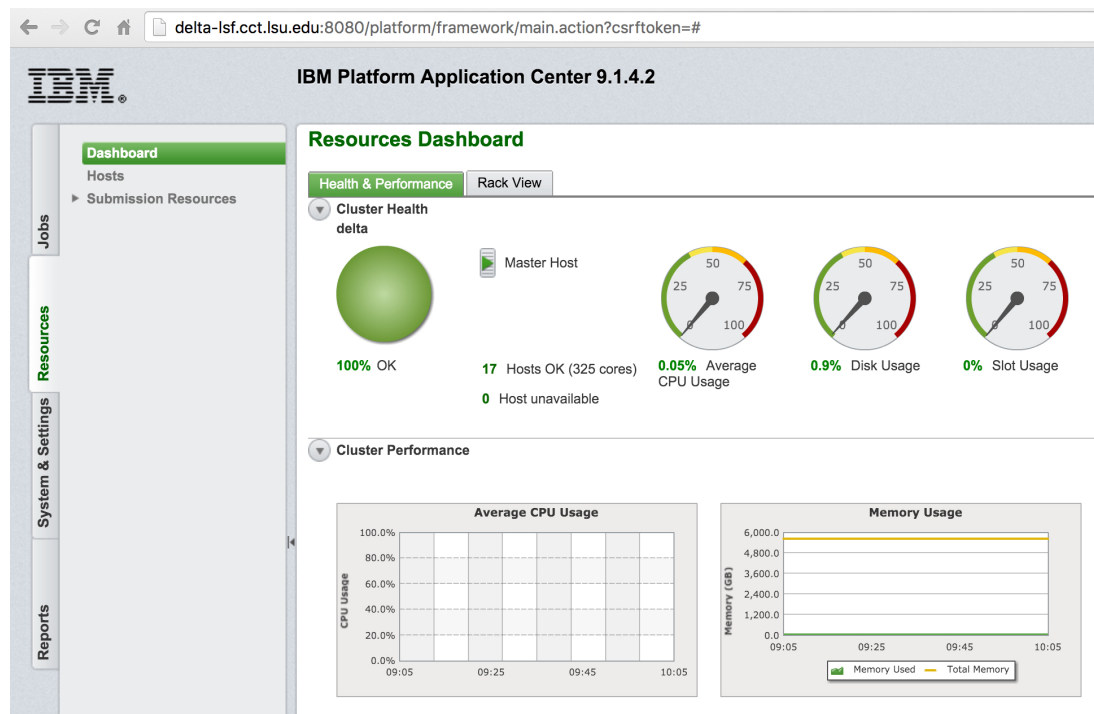 delta-lsf.cct.lsu.edu:8080/platform/framework/main.action?csrftoken=#
IBM®
IBM Platform Application Center 9.1.4.2
Jobs
Resources
System & Settings
Reports
Dashboard
Hosts
Submission Resources
Resources Dashboard
Health & Performance
Rack View
Cluster Health
delta
100% OK
Master Host
17 Hosts OK (325 cores)
0 Host unavailable
0 25 50 75 100
0.05% Average
CPU Usage
0 25 50 75 100
0.9% Disk Usage
0 25 50 75 100
0% Slot Usage
Cluster Performance
Average CPU Usage
CPU Usage
100.0%
80.0%
60.0%
40.0%
20.0%
0.0%
09:05 09:25 09:45 10:05
Memory Usage
Memory (GB)
6,000.0
4,800.0
3,600.0
2,400.0
1,200.0
0.0
09:05 09:25 09:45 10:05
Memory Used Total Memory